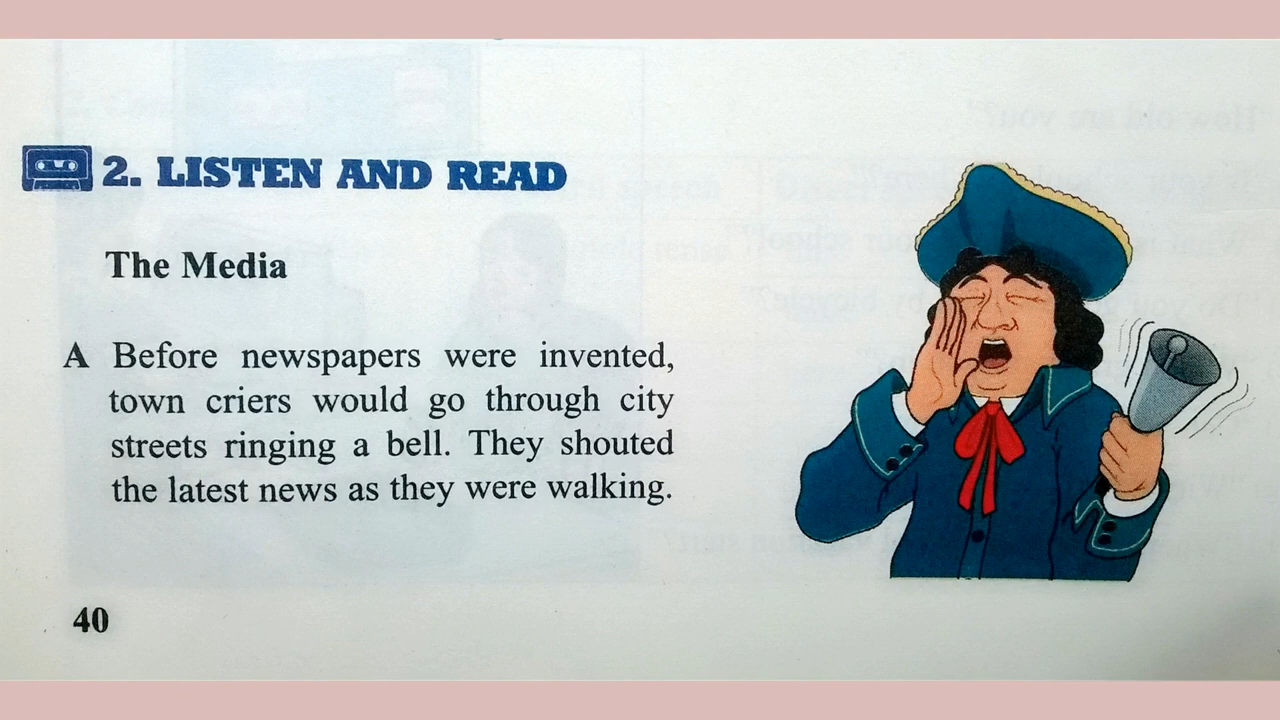 2. LISTEN AND READ
The Media
A Before newspapers were invented,
town criers would go through city
streets ringing a bell. They shouted
the latest news as they were walking.
40